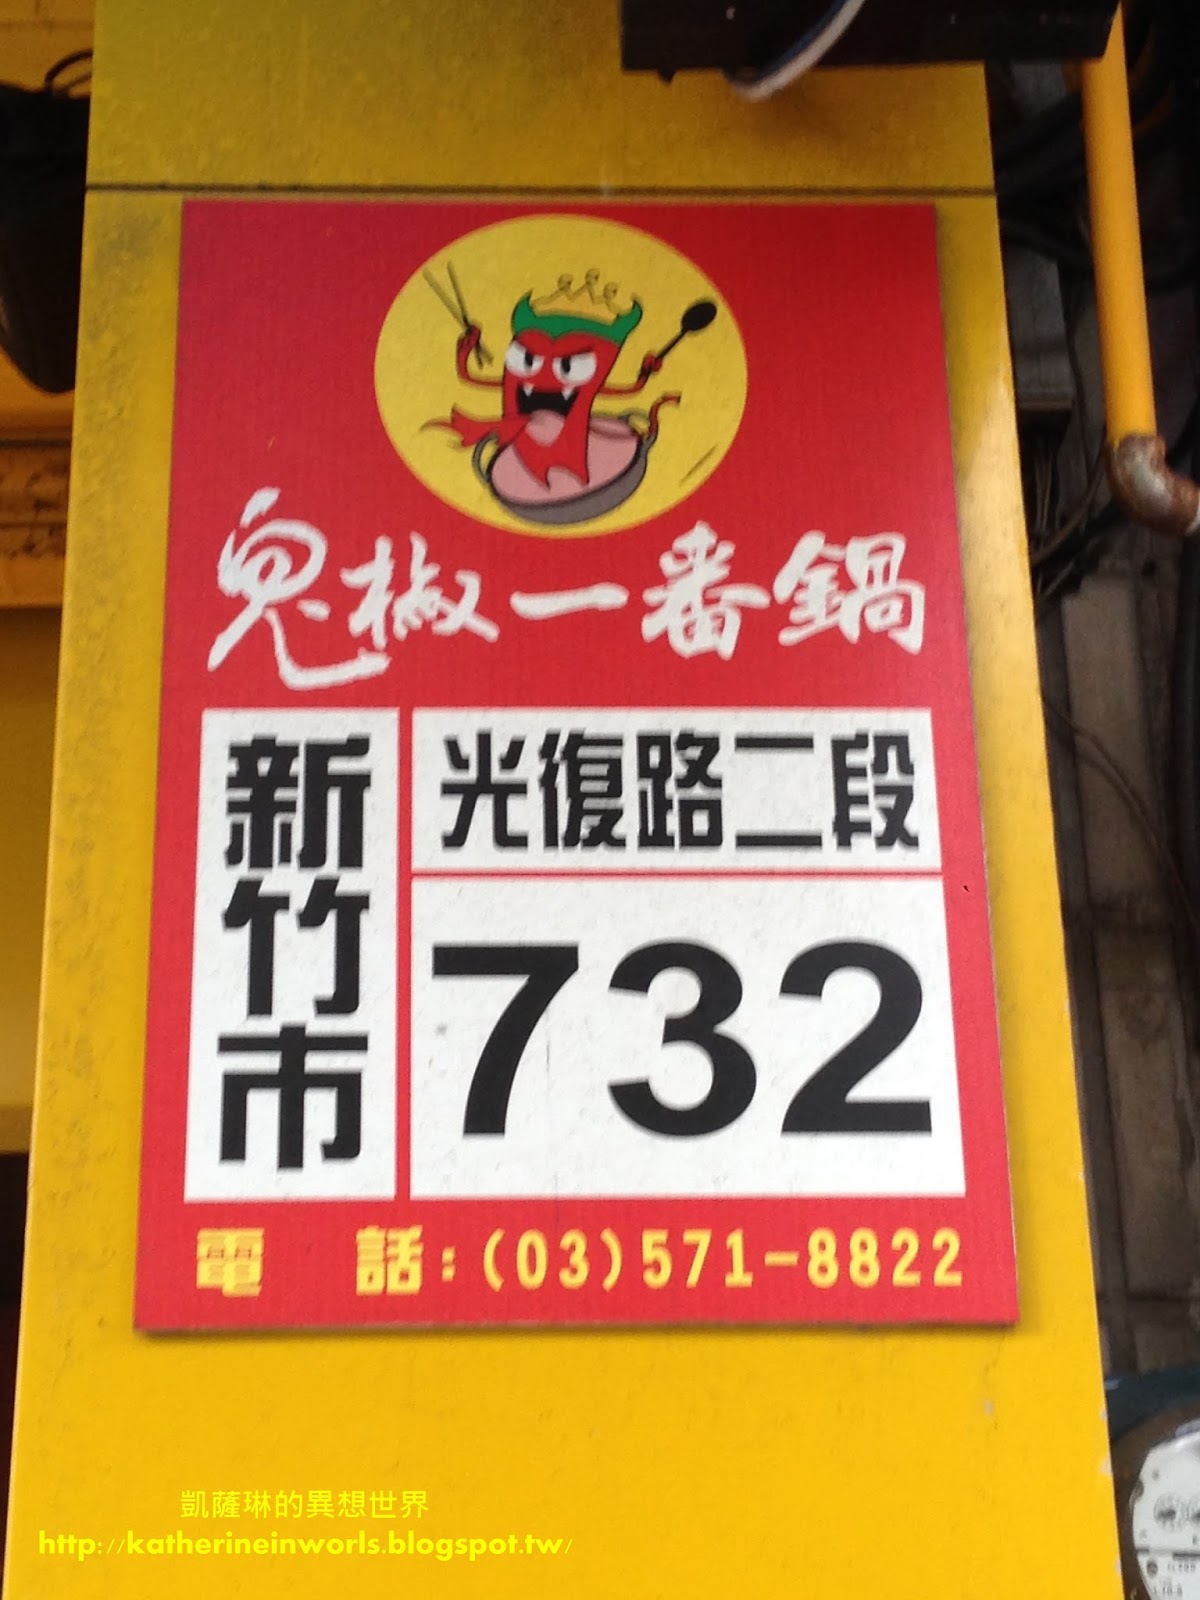 鬼椒一番鍋
新竹市
光復路二段
732
電話:(03)571-8822
凱薩琳的異想世界
http://katherineinworls.blogspot.tw/